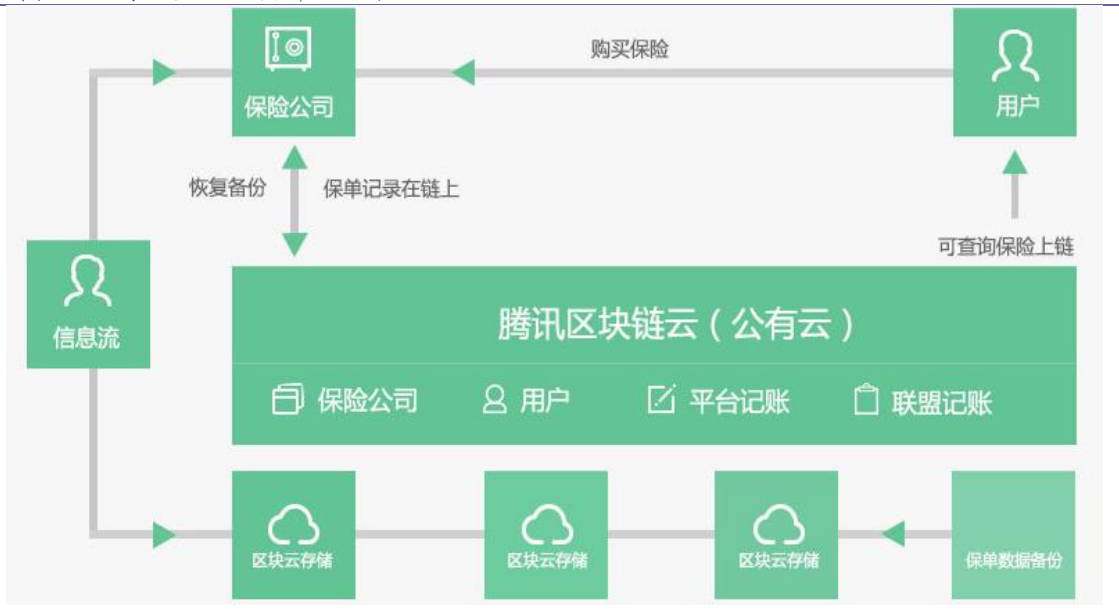 购买保险
保险公司
用户
恢复备份
保单记录在链上
可查询保险上链
信息流
腾讯区块链云（公有云）
保险公司
用户
平台记账
联盟记账
区块云存储
区块云存储
区块云存储
保单数据备份